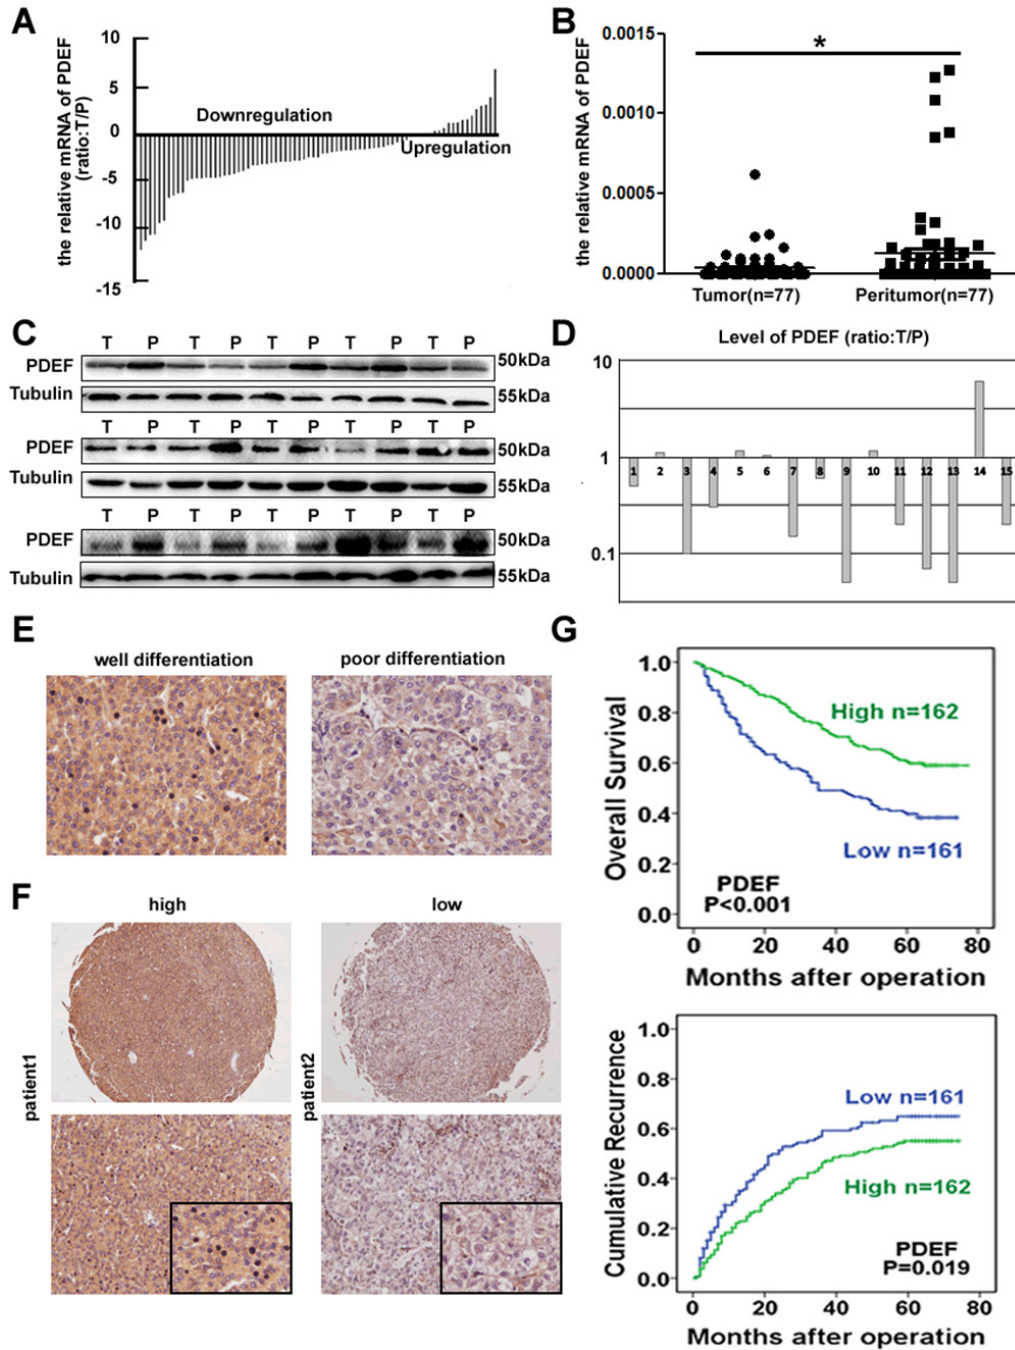 A
the relative mRNA of PDEF
(ratio:T/P)
10
5
0
-5
-10
-15
Downregulation
Upregulation
B
the relative mRNA of PDEF
0.0015
0.0010
0.0005
0.0000
*
Tumor(n=77)
Peritumor(n=77)
C
T P T P T P T P T P
PDEF 50kDa
Tubulin 55kDa
T P T P T P T P T P
PDEF 50kDa
Tubulin 55kDa
T P T P T P T P T P
PDEF 50kDa
Tubulin 55kDa
D
Level of PDEF (ratio:T/P)
10
1
0.1
1 2 3 4 5 6 7 8 9 10 11 12 13 14 15
E
well differentiation
poor differentiation
F
high
low
patient1
patient2
G
Overall Survival
1.0
0.8
0.6
0.4
0.2
0.0
High n=162
Low n=161
PDEF
P<0.001
0 20 40 60 80
Months after operation
Cumulative Recurrence
1.0
0.8
0.6
0.4
0.2
0.0
Low n=161
High n=162
PDEF
P=0.019
0 20 40 60 80
Months after operation